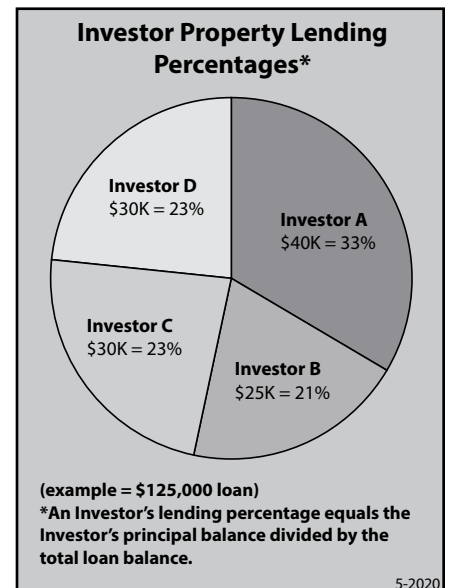 Investor Property Lending
Percentages*
Investor D
$30K = 23%
Investor A
$40K = 33%
Investor C
$30K = 23%
Investor B
$25K = 21%
(example = $125,000 loan)
*An Investor's lending percentage equals the
Investor's principal balance divided by the
total loan balance.
5-2020